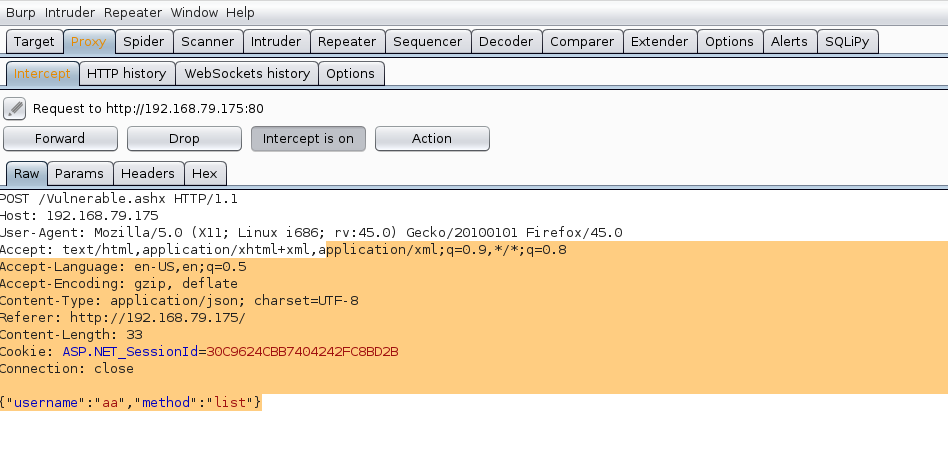 Burp Intruder Repeater Window Help
Target Proxy Spider Scanner Intruder Repeater Sequencer Decoder Comparer Extender Options Alerts SQLiPy
Intercept HTTP history WebSockets history Options
Request to http://192.168.79.175:80
Forward Drop Intercept is on Action
Raw Params Headers Hex
POST /Vulnerable.ashx HTTP/1.1
Host: 192.168.79.175
User-Agent: Mozilla/5.0 (X11; Linux i686; rv:45.0) Gecko/20100101 Firefox/45.0
Accept: text/html,application/xhtml+xml,application/xml;q=0.9,*/*;q=0.8
Accept-Language: en-US,en;q=0.5
Accept-Encoding: gzip, deflate
Content-Type: application/json; charset=UTF-8
Referer: http://192.168.79.175/
Content-Length: 33
Cookie: ASP.NET_SessionId=30C9624CBB7404242FC8BD2B
Connection: close
{"username":"aa","method":"list"}